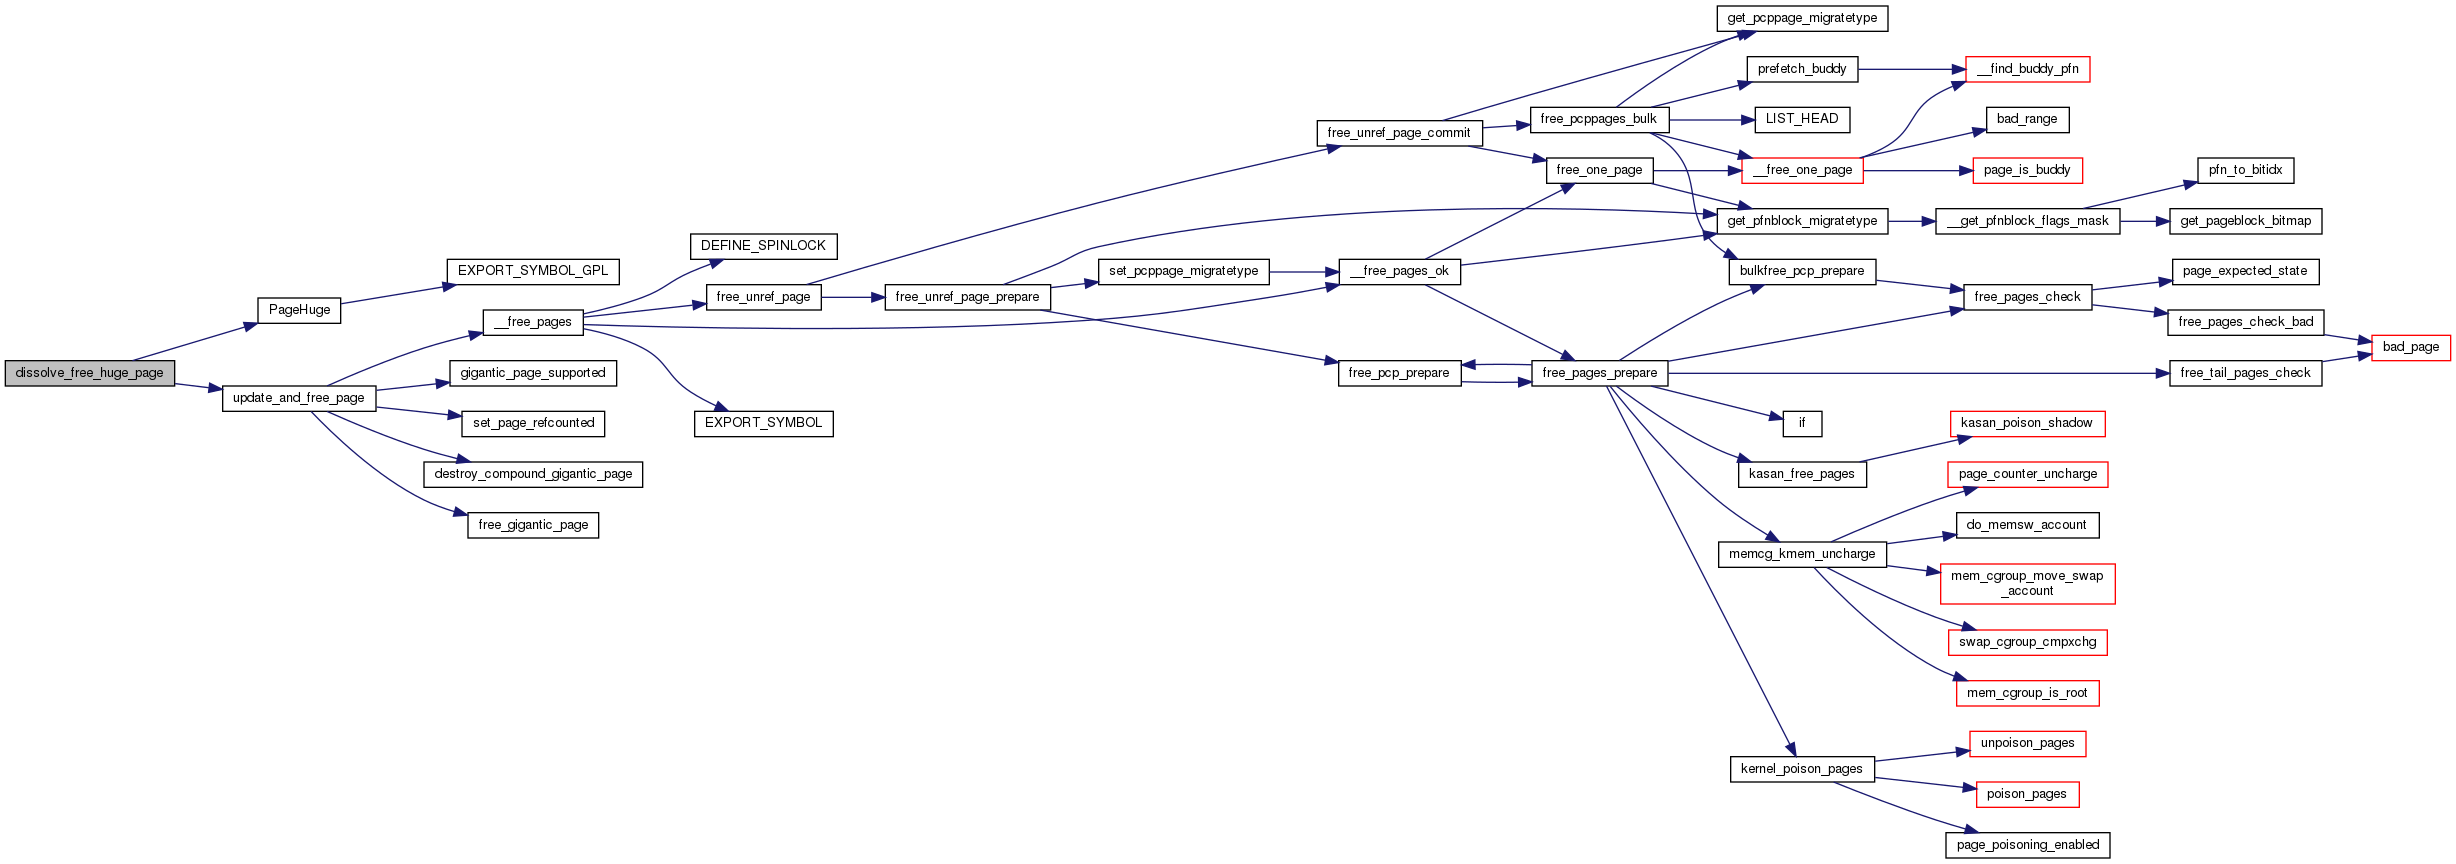 dissolve_free_huge_page
PageHuge
update_and_free_page
EXPORT_SYMBOL_GPL
__free_pages
gigantic_page_supported
set_page_refcounted
destroy_compound_gigantic_page
free_gigantic_page
DEFINE_SPINLOCK
free_unref_page
EXPORT_SYMBOL
free_unref_page_prepare
set_pcppage_migratetype
free_unref_page_commit
__free_pages_ok
free_pcp_prepare
free_pcppages_bulk
free_one_page
free_pages_prepare
get_pcppage_migratetype
prefetch_buddy
LIST_HEAD
__free_one_page
get_pfnblock_migratetype
bulkfree_pcp_prepare
if
kasan_free_pages
memcg_kmem_uncharge
kernel_poison_pages
__find_buddy_pfn
bad_range
page_is_buddy
__get_pfnblock_flags_mask
free_pages_check
kasan_poison_shadow
page_counter_uncharge
do_memsw_account
mem_cgroup_move_swap
_account
swap_cgroup_cmpxchg
mem_cgroup_is_root
unpoison_pages
poison_pages
page_poisoning_enabled
pfn_to_bitidx
get_pageblock_bitmap
page_expected_state
free_pages_check_bad
free_tail_pages_check
bad_page